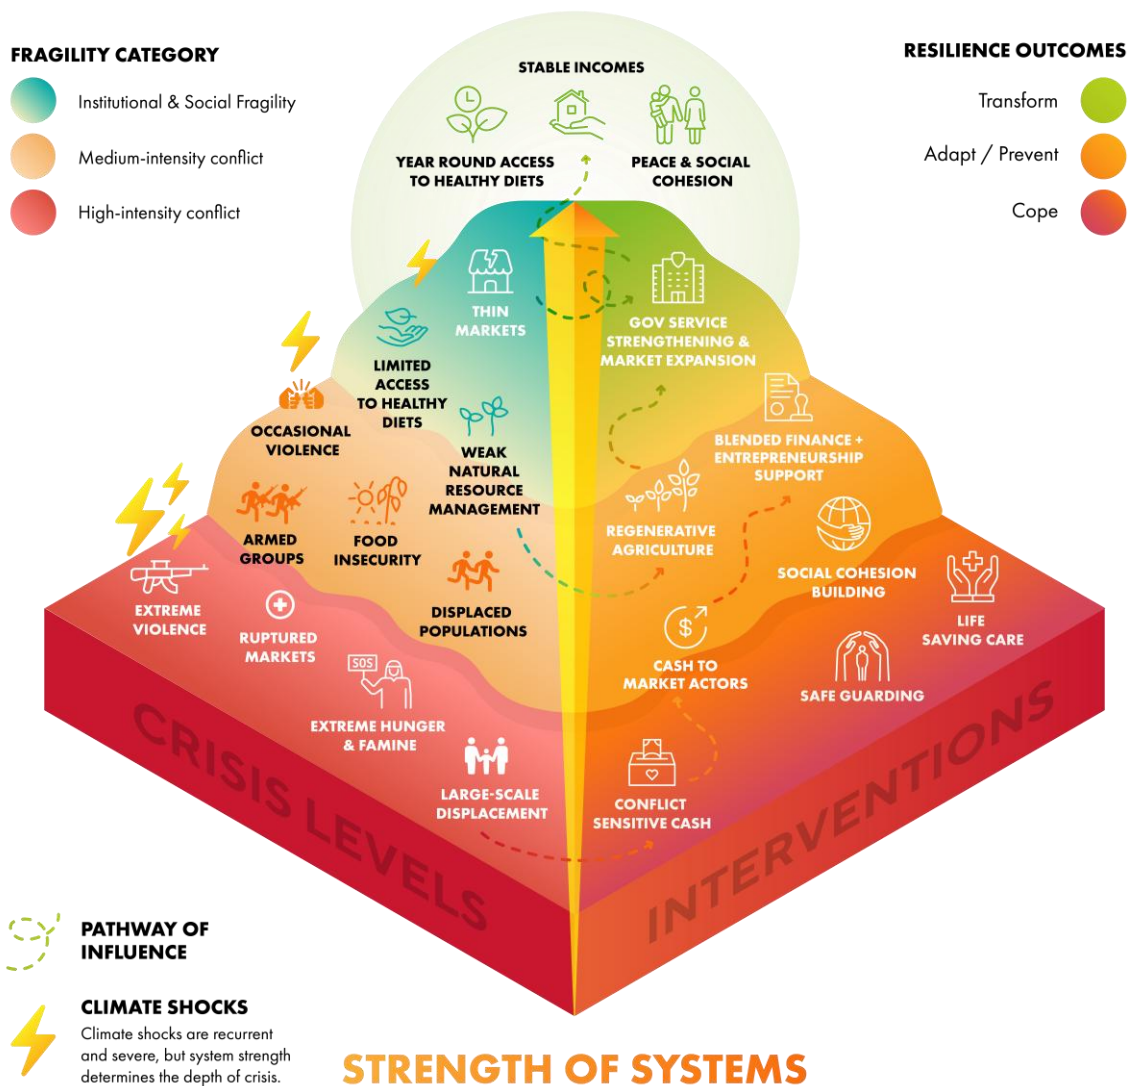 FRAGILITY CATEGORY
Institutional & Social Fragility
Medium-intensity conflict
High-intensity conflict
RESILIENCE OUTCOMES
Transform
Adapt / Prevent
Cope
STABLE INCOMES
YEAR ROUND ACCESS
TO HEALTHY DIETS
PEACE & SOCIAL
COHESION
THIN
MARKETS
LIMITED
ACCESS
TO HEALTHY
DIETS
WEAK
NATURAL
RESOURCE
MANAGEMENT
GOV SERVICE
STRENGTHENING &
MARKET EXPANSION
OCCASIONAL
VIOLENCE
ARMED
GROUPS
FOOD
INSECURITY
DISPLACED
POPULATIONS
BLENDED FINANCE +
ENTREPRENEURSHIP
SUPPORT
REGENERATIVE
AGRICULTURE
SOCIAL COHESION
BUILDING
$
CASH TO
MARKET ACTORS
EXTREME
VIOLENCE
RUPTURED
MARKETS
SOS
EXTREME HUNGER
& FAMINE
LARGE-SCALE
DISPLACEMENT
LIFE
SAVING CARE
SAFE GUARDING
CONFLICT
SENSITIVE CASH
CRISIS LEVELS
INTERVENTIONS
PATHWAY OF
INFLUENCE
CLIMATE SHOCKS
Climate shocks are recurrent
and severe, but system strength
determines the depth of crisis.
STRENGTH OF SYSTEMS